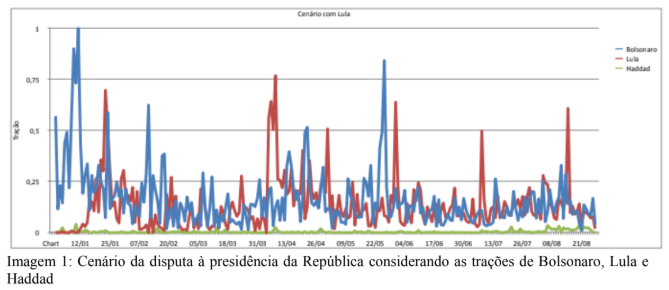 Cenário com Lula
1
0,75
0,5
0,25
0
Tração
Chart 12/01 25/01 07/02 20/02 05/03 18/03 31/03 13/04 26/04 09/05 22/05 04/06 17/06 30/06 13/07 26/07 08/08 21/08
Bolsonaro
Lula
Haddad
Imagem 1: Cenário da disputa à presidência da República considerando as trações de Bolsonaro, Lula e
Haddad